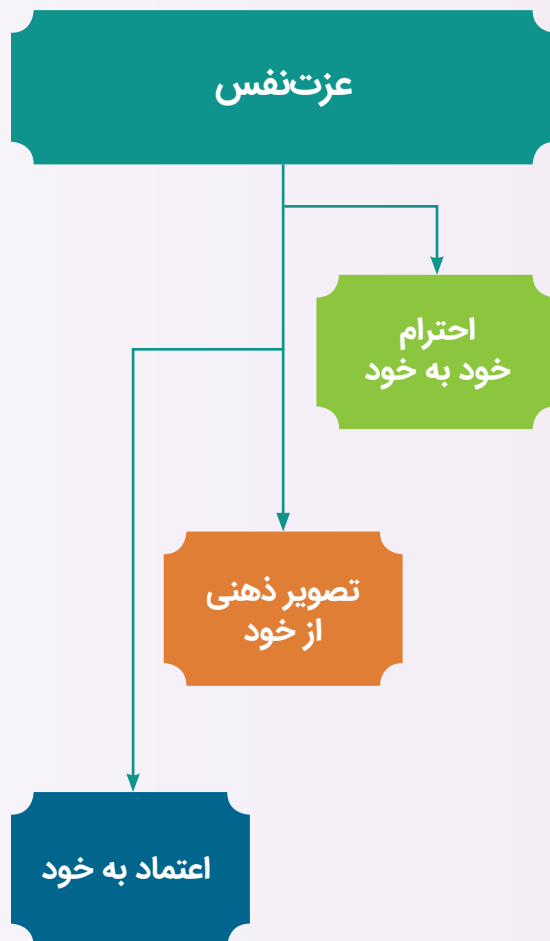 عزت‌نفس
احترام
خود به خود
تصویر ذهنی
از خود
اعتماد به خود